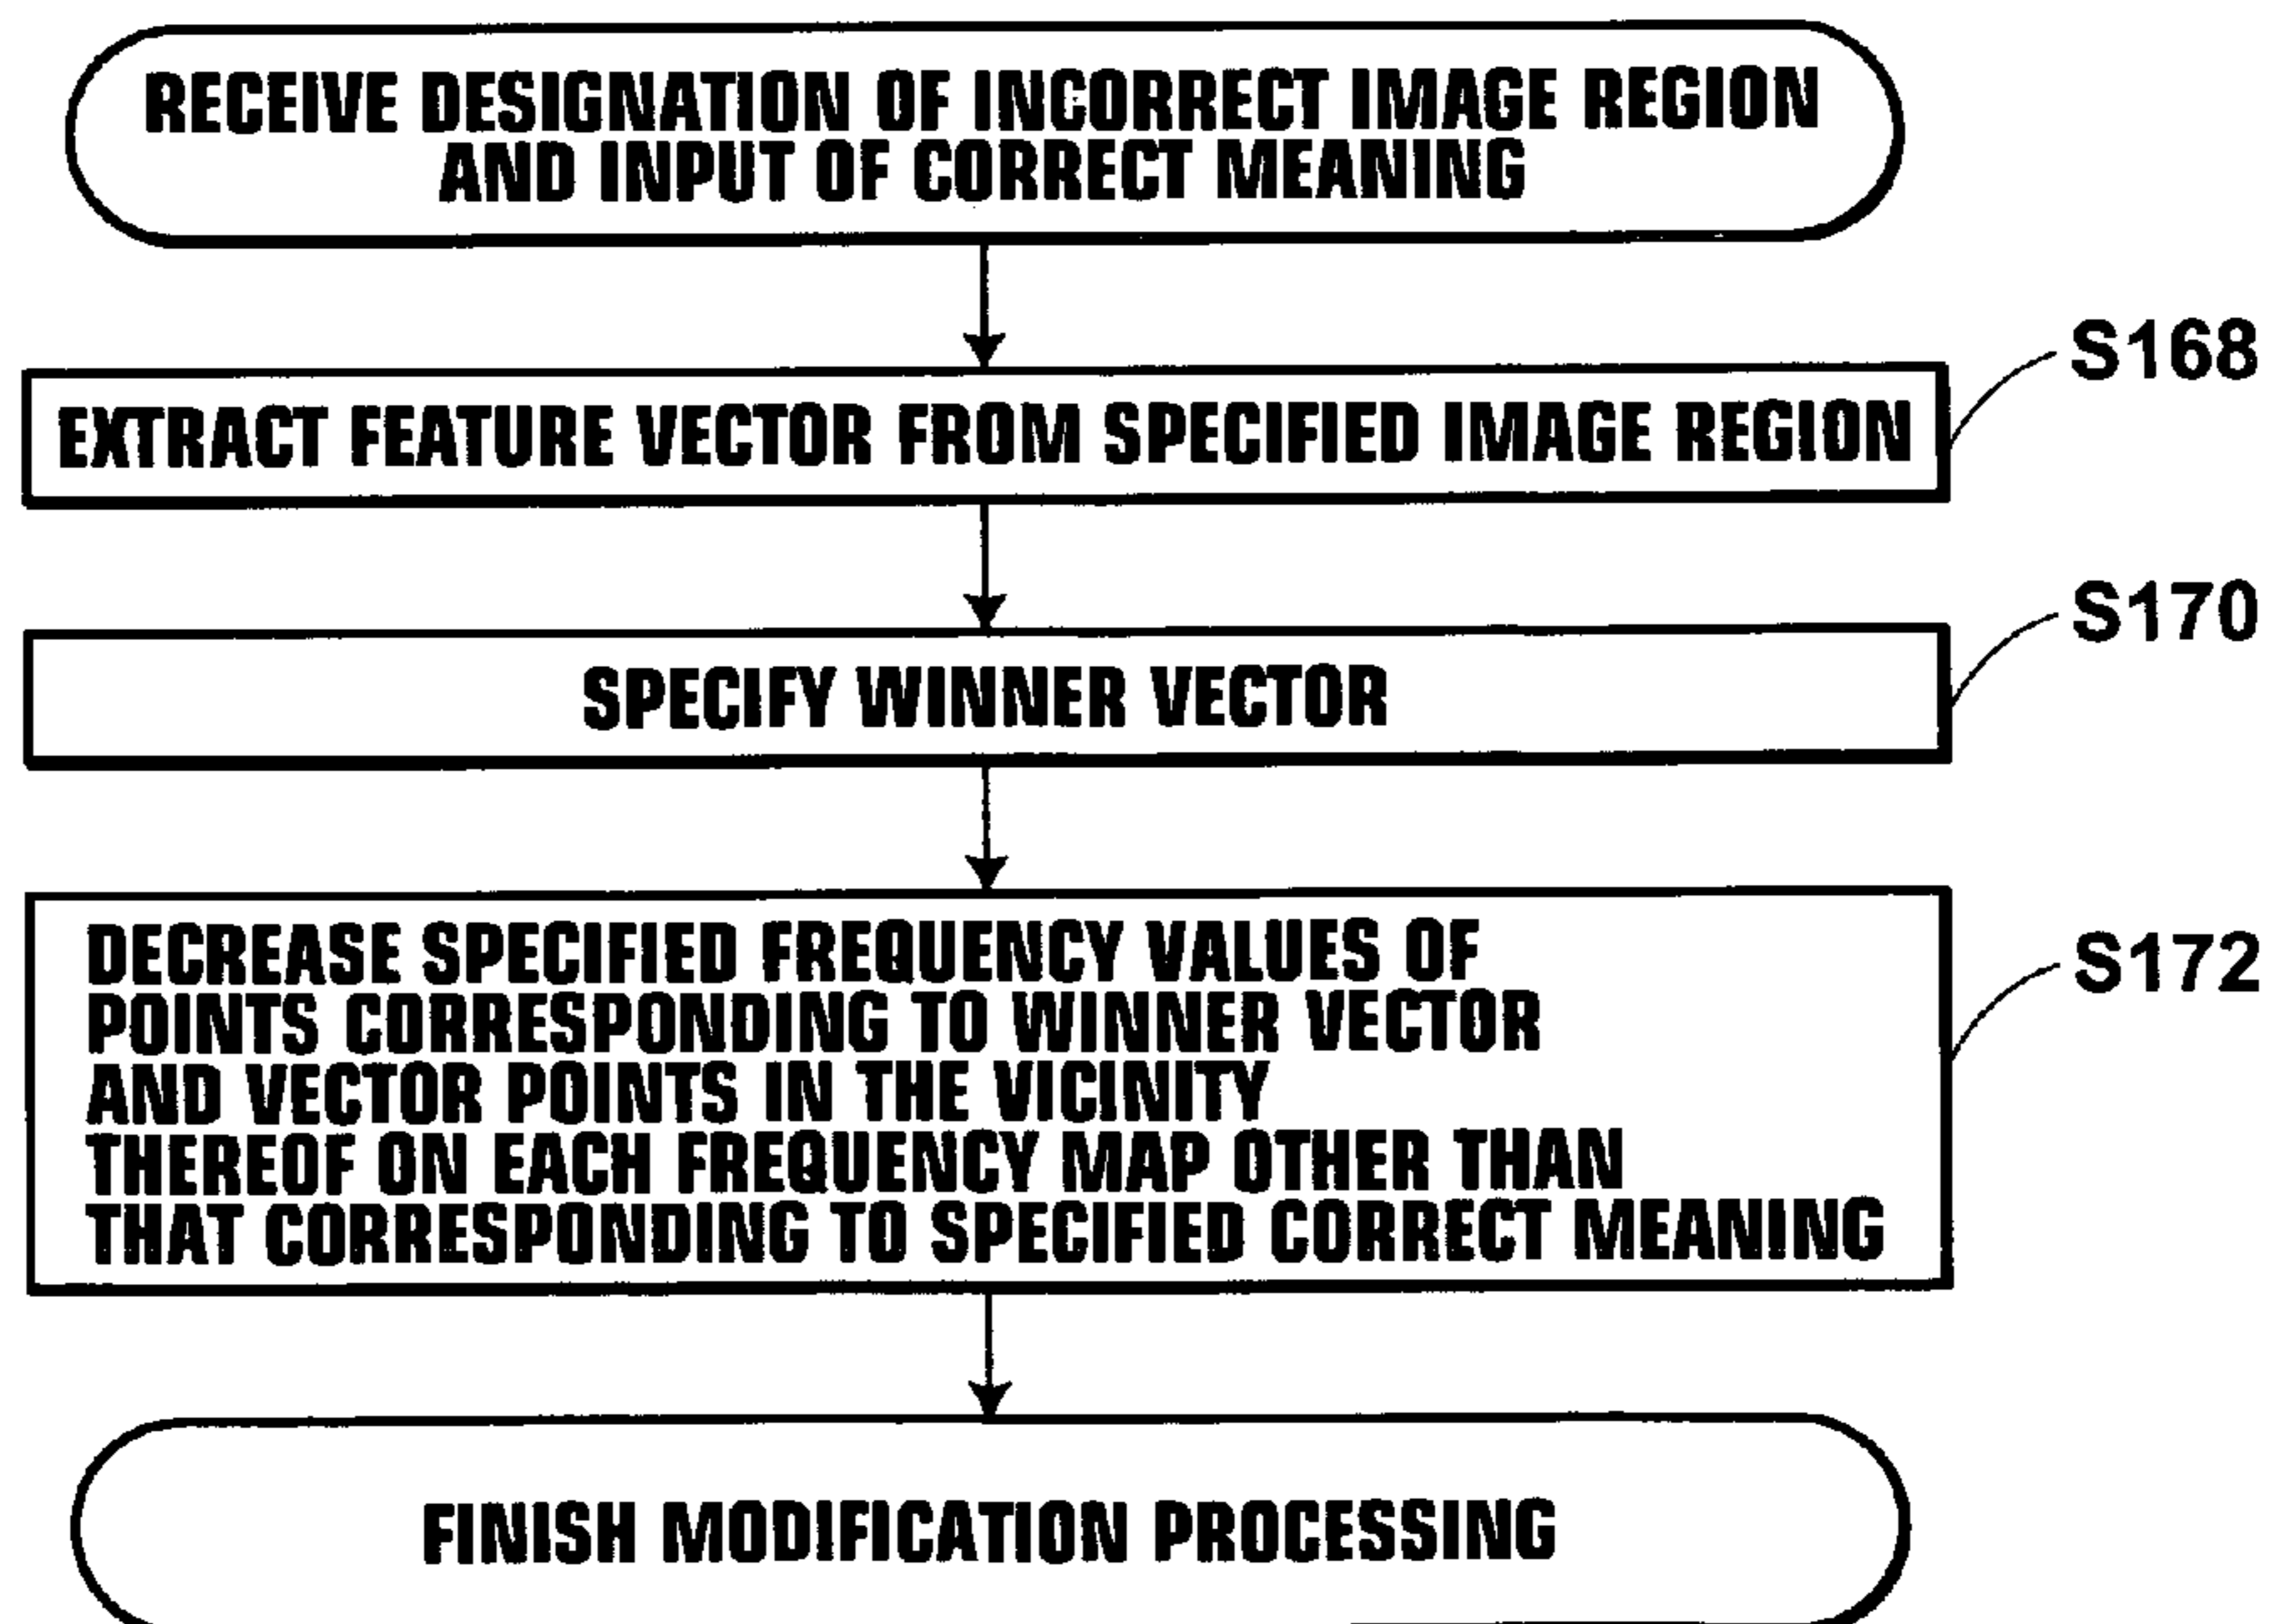 RECEIVE DESIGNATION OF INCORRECT IMAGE REGION
AND INPUT OF CORRECT MEANING
S168
EXTRACT FEATURE VECTOR FROM SPECIFIED IMAGE REGION
S170
SPECIFY WINNER VECTOR
S172
DECREASE SPECIFIED FREQUENCY VALUES OF
POINTS CORRESPONDING TO WINNER VECTOR
AND VECTOR POINTS IN THE VICINITY
THEREOF ON EACH FREQUENCY MAP OTHER THAN
THAT CORRESPONDING TO SPECIFIED CORRECT MEANING
FINISH MODIFICATION PROCESSING